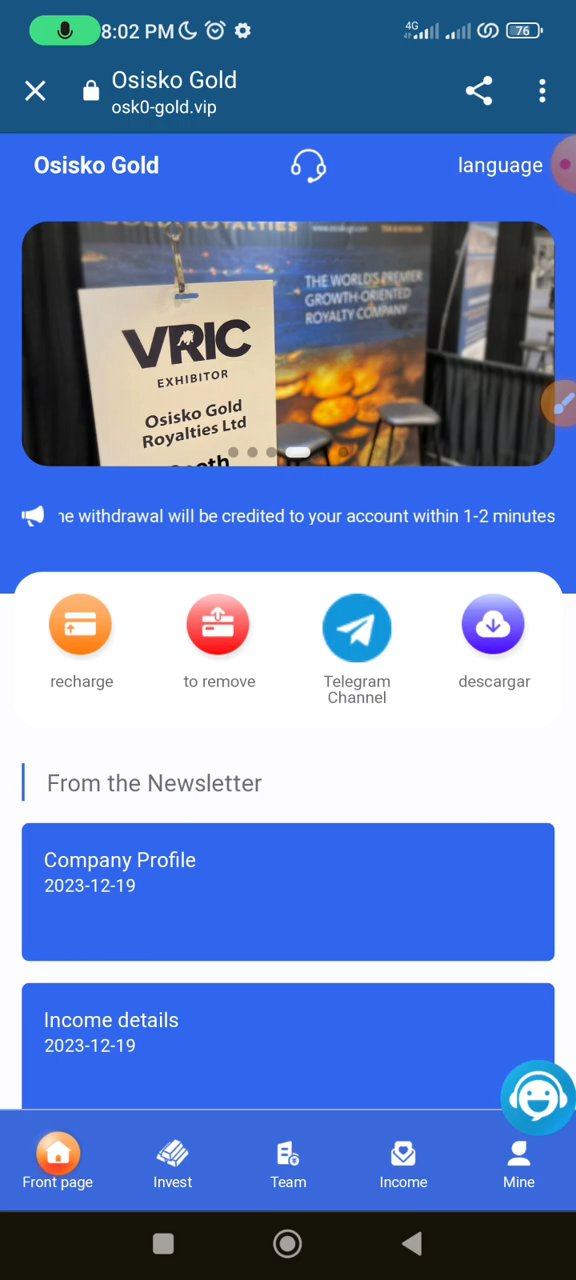 8:02 PM
4G
76
Osisko Gold
osk0-gold.vip
Osisko Gold
language
GOLD ROYALTIES
THE WORLD'S PREMIER
GROWTH-ORIENTED
ROYALTY COMPANY
VRIC
EXHIBITOR
Osisko Gold
Royalties Ltd
he withdrawal will be credited to your account within 1-2 minutes
recharge
to remove
Telegram
Channel
descargar
From the Newsletter
Company Profile
2023-12-19
Income details
2023-12-19
Front page
Invest
Team
Income
Mine